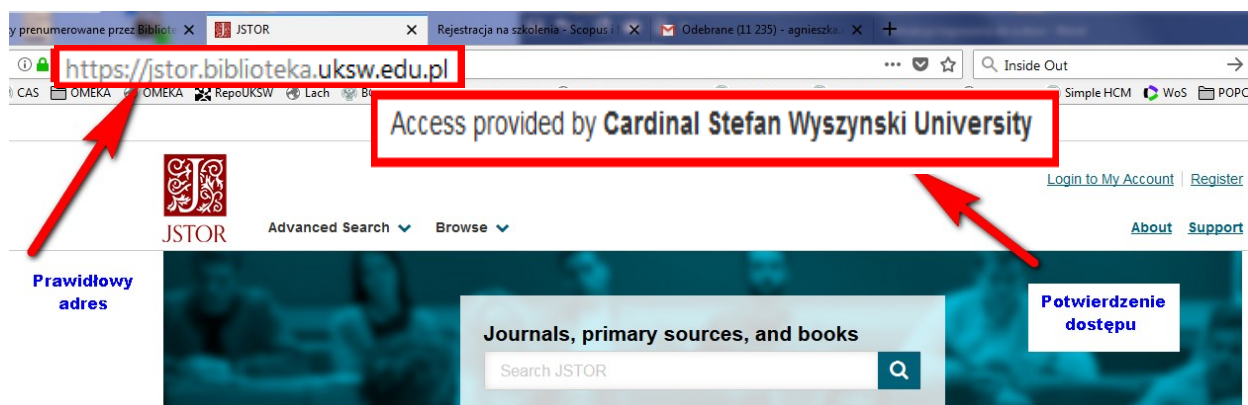 y prenumerowane przez Bibliote
JSTOR
Rejestracja na szkolenia - Scopus i
Odebrane (11 235) - agnieszka.
https://jstor.biblioteka.uksw.edu.pl
Inside Out
CAS OMEKA OMEKA RepoUKSW Lach Simple HCM WoS POPC
Access provided by Cardinal Stefan Wyszynski University
Login to My Account Register
JSTOR
Advanced Search Browse
About Support
Prawidłowy
adres
Potwierdzenie
dostępu
Journals, primary sources, and books
Search JSTOR